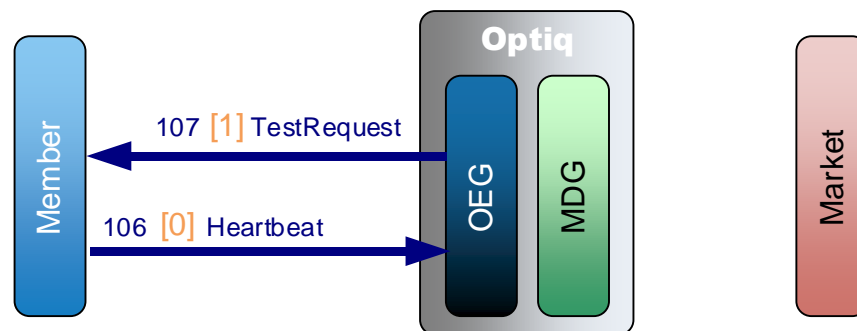 Optiq
107 [1] TestRequest
106 [0] Heartbeat
Member
OEG
MDG
Market